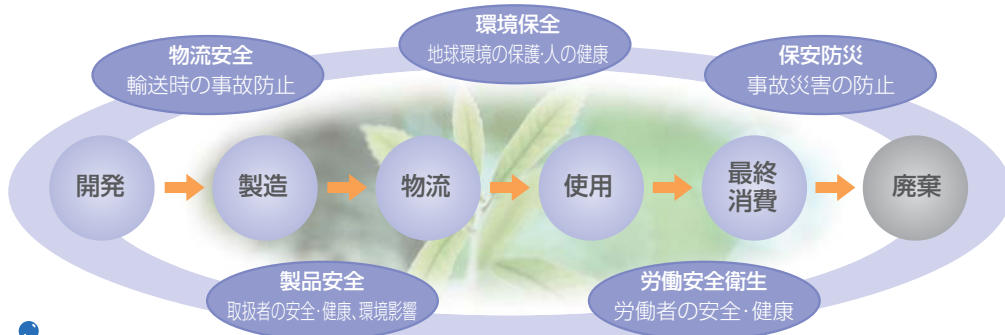 環境保全
地球環境の保護・人の健康
物流安全
輸送時の事故防止
保安防災
事故災害の防止
開発
製造
物流
使用
最終
消費
廃棄
製品安全
取扱者の安全・健康、環境影響
労働安全衛生
労働者の安全・健康